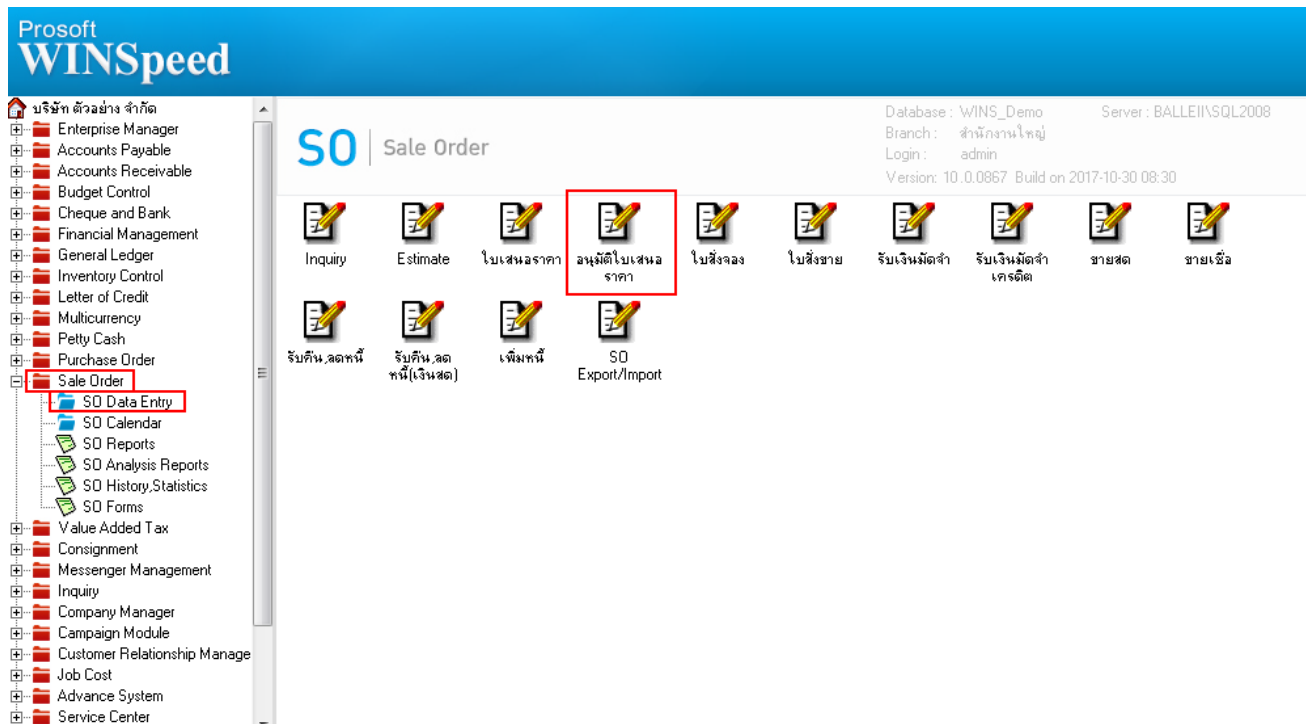 Prosoft
WINSpeed
บริษัท ตัวอย่าง จำกัด
Enterprise Manager
Accounts Payable
Accounts Receivable
Budget Control
Cheque and Bank
Financial Management
General Ledger
Inventory Control
Letter of Credit
Multicurrency
Petty Cash
Purchase Order
Sale Order
SO Data Entry
SO Calendar
SO Reports
SO Analysis Reports
SO History,Statistics
SO Forms
Value Added Tax
Consignment
Messenger Management
Inquiry
Company Manager
Campaign Module
Customer Relationship Manage
Job Cost
Advance System
Service Center
SO Sale Order
Database : WINS_Demo Server : BALLEII\SQL2008
Branch : สำนักงานใหญ่
Login : admin
Version: 10.0.0867 Build on 2017-10-30 08:30
Inquiry Estimate ใบเสนอราคา อนุมัติใบเสนอ ใบสั่งจอง ใบสั่งขาย รับเงินมัดจำ รับเงินมัดจำ ขายสด ขายเชื่อ
ราคา เครดิต
รับคืน,ลดหนี้ รับคืน,ลด เพิ่มหนี้ SO
หนี้(เงินสด) Export/Import